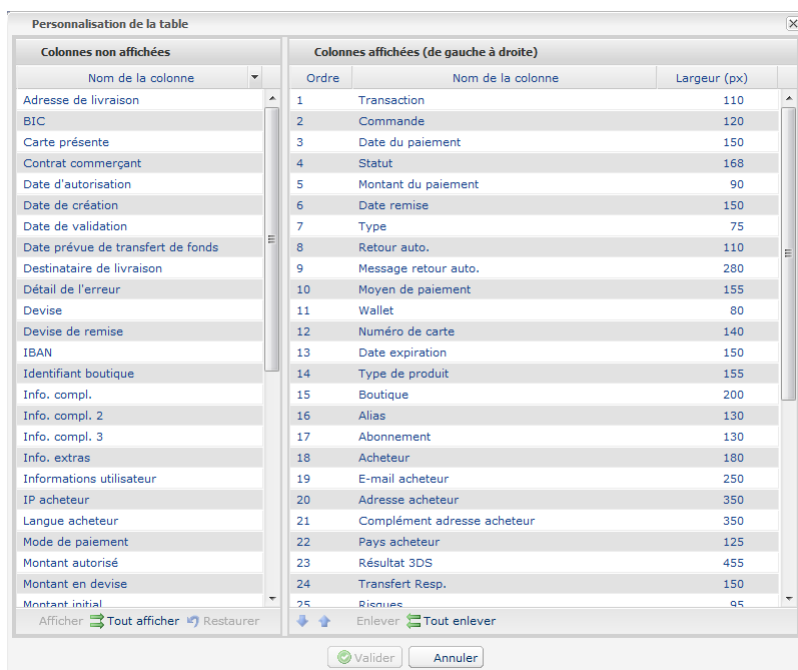 Personnalisation de la table
Colonnes non affichées
Nom de la colonne
Adresse de livraison
BIC
Carte présente
Contrat commerçant
Date d'autorisation
Date de création
Date de validation
Date prévue de transfert de fonds
Destinataire de livraison
Détail de l'erreur
Devise
Devise de remise
IBAN
Identifiant boutique
Info. compl.
Info. compl. 2
Info. compl. 3
Info. extras
Informations utilisateur
IP acheteur
Langue acheteur
Mode de paiement
Montant autorisé
Montant en devise
Montant initial
Afficher Tout afficher Restaurer
Colonnes affichées (de gauche à droite)
Ordre Nom de la colonne Largeur (px)
1 Transaction 110
2 Commande 120
3 Date du paiement 150
4 Statut 168
5 Montant du paiement 90
6 Date remise 150
7 Type 75
8 Retour auto. 110
9 Message retour auto. 280
10 Moyen de paiement 155
11 Wallet 80
12 Numéro de carte 140
13 Date expiration 150
14 Type de produit 155
15 Boutique 200
16 Alias 130
17 Abonnement 130
18 Acheteur 180
19 E-mail acheteur 250
20 Adresse acheteur 350
21 Complément adresse acheteur 350
22 Pays acheteur 125
23 Résultat 3DS 455
24 Transfert Resp. 150
25 Risques 95
Enlever Tout enlever
Valider Annuler